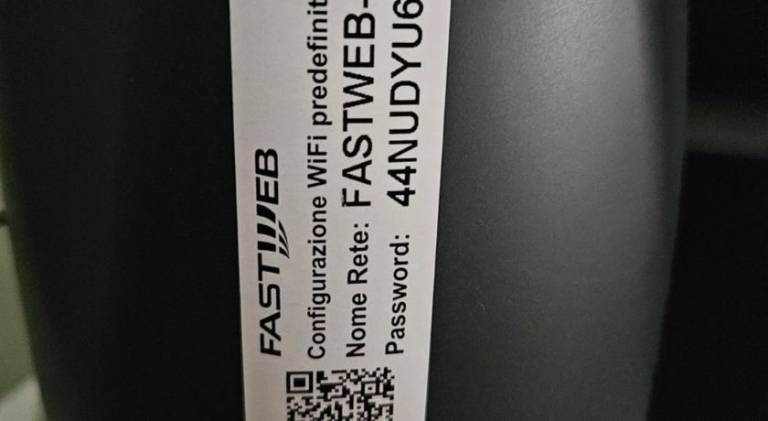 FASTWEB
Configurazione WiFi predefinit
Nome Rete: FASTWEB-
Password: 44NUDYU6